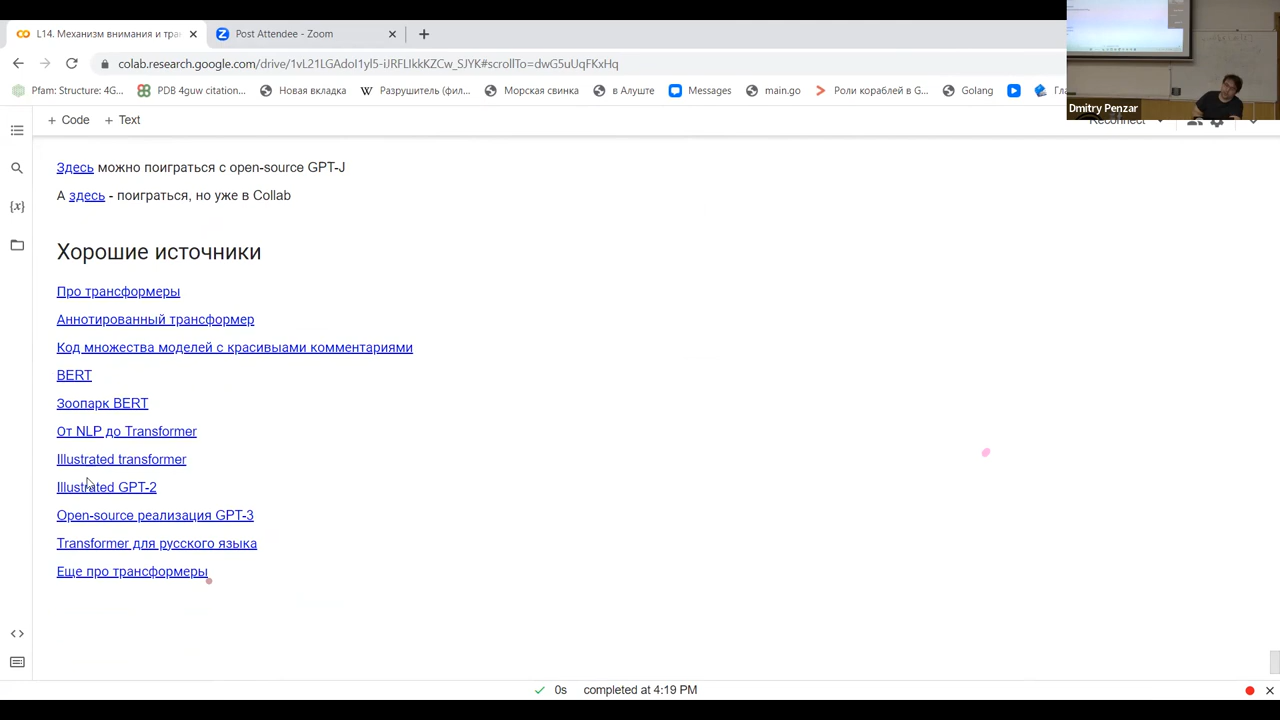 L14. Механизм внимания и тра
Post Attendee - Zoom
colab.research.google.com/drive/1vL21LGAdoI1yI5-iJRFLlkkKZCw_SJYK#scrollTo=dwG5uUqFKxHq
Pfam: Structure: 4G...
PDB 4guw citation...
Новая вкладка
Разрушитель (фил...
Морская свинка
в Алуште
Messages
main.go
Роли кораблей в G...
Golang
Dmitry Penzar
+ Code + Text
Reconnect
Здесь можно поиграться с open-source GPT-J
А здесь - поиграться, но уже в Collab
Хорошие источники
Про трансформеры
Аннотированный трансформер
Код множества моделей с красивыами комментариями
BERT
Зоопарк BERT
От NLP до Transformer
Illustrated transformer
Illustrated GPT-2
Open-source реализация GPT-3
Transformer для русского языка
Еще про трансформеры
0s completed at 4:19 PM